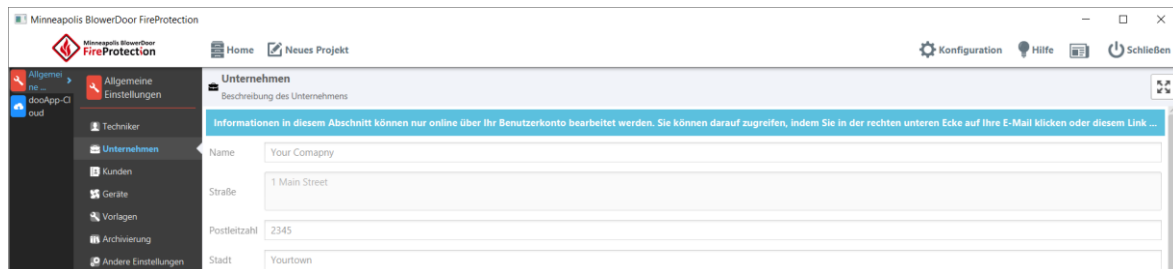 Minneapolis BlowerDoor FireProtection
Minneapolis BlowerDoor
FireProtection
Home
Neues Projekt
Konfiguration
Hilfe
Schließen
Allgemei
ne ...
dooApp-Cl
oud
Allgemeine
Einstellungen
Techniker
Unternehmen
Kunden
Geräte
Vorlagen
Archivierung
Andere Einstellungen
Unternehmen
Beschreibung des Unternehmens
Informationen in diesem Abschnitt können nur online über Ihr Benutzerkonto bearbeitet werden. Sie können darauf zugreifen, indem Sie in der rechten unteren Ecke auf Ihre E-Mail klicken oder diesem Link ...
Name Your Comapny
Straße 1 Main Street
Postleitzahl 2345
Stadt Yourtown